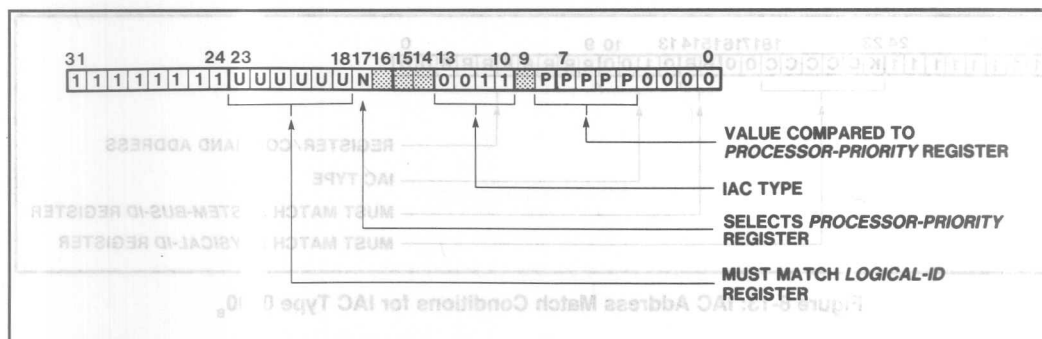 31 24 23 18 17 16 15 14 13 10 9 7 0
1 1 1 1 1 1 1 1 U U U U U U N 0 0 1 1 P P P P P 0 0 0 0
VALUE COMPARED TO
PROCESSOR-PRIORITY REGISTER
IAC TYPE
SELECTS PROCESSOR-PRIORITY
REGISTER
MUST MATCH LOGICAL-ID
REGISTER